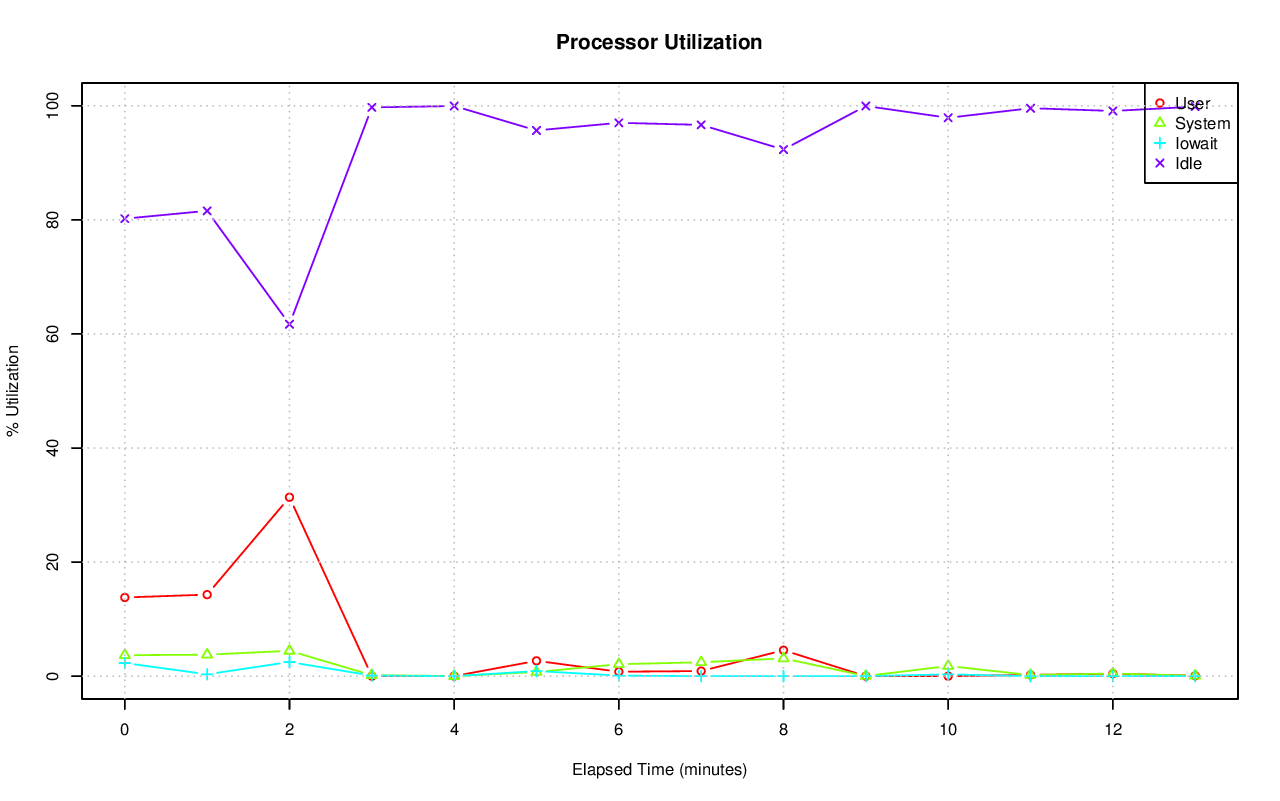 Processor Utilization
% Utilization
100
80
60
40
20
0
User
System
Iowait
Idle
0 2 4 6 8 10 12
Elapsed Time (minutes)